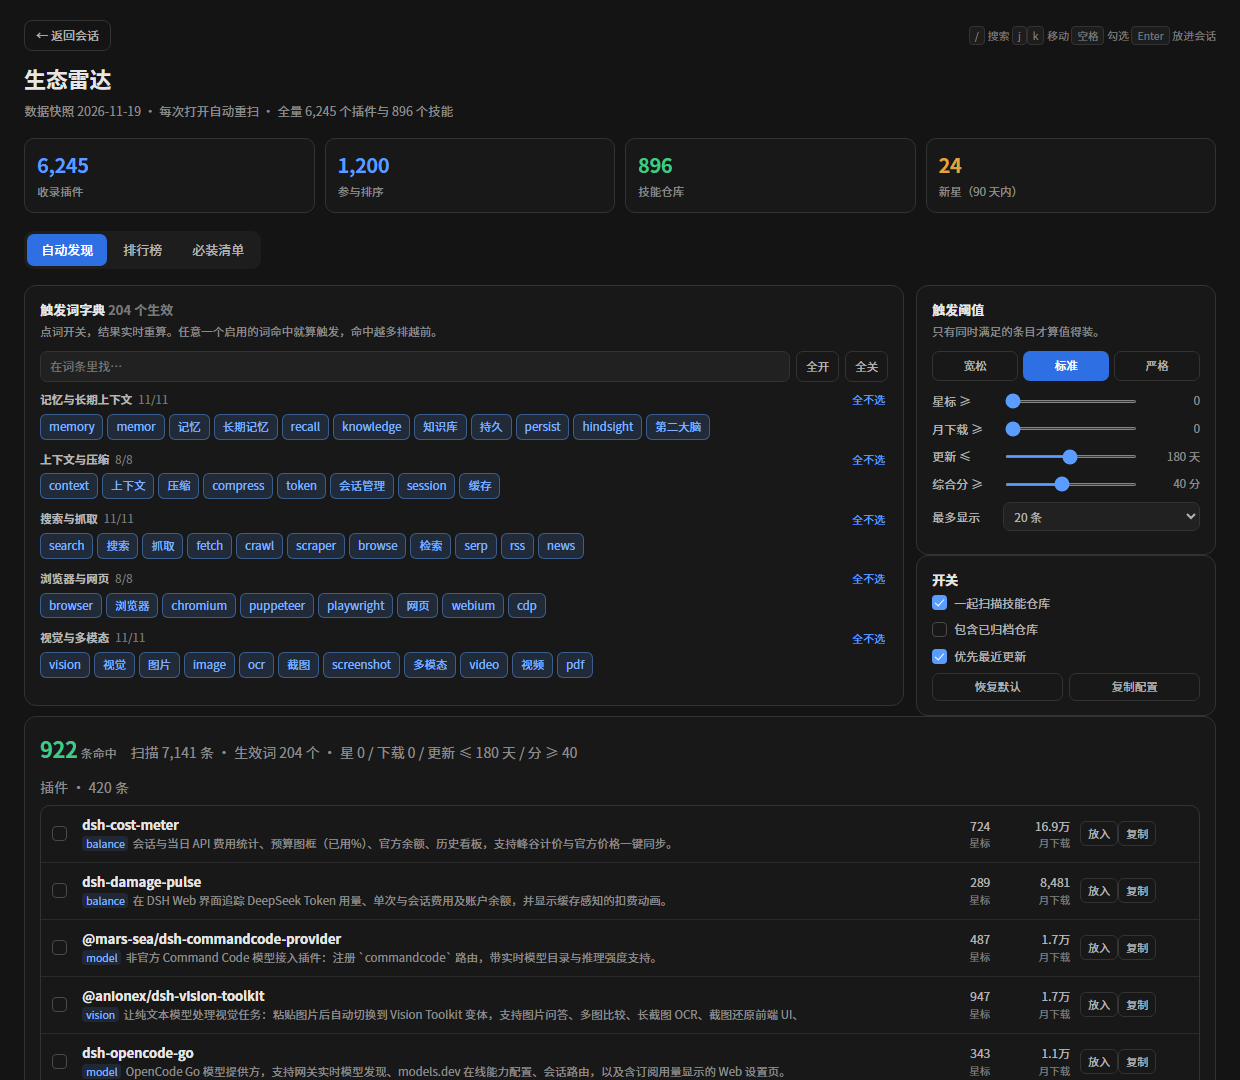 ← 返回会话
/ 搜索 j k 移动 空格 勾选 Enter 放进会话
生态雷达
数据快照 2026-11-19 • 每次打开自动重扫 • 全量 6,245 个插件与 896 个技能
6,245
收录插件
1,200
参与排序
896
技能仓库
24
新星（90 天内）
自动发现 排行榜 必装清单
触发词字典 204 个生效
点词开关，结果实时重算。任意一个启用的词命中就算触发，命中越多排越前。
在词条里找… 全开 全关
记忆与长期上下文 11/11 全不选
memory memor 记忆 长期记忆 recall knowledge 知识库 持久 persist hindsight 第二大脑
上下文与压缩 8/8 全不选
context 上下文 压缩 compress token 会话管理 session 缓存
搜索与抓取 11/11 全不选
search 搜索 抓取 fetch crawl scraper browse 检索 serp rss news
浏览器与网页 8/8 全不选
browser 浏览器 chromium puppeteer playwright 网页 webium cdp
视觉与多模态 11/11 全不选
vision 视觉 图片 image ocr 截图 screenshot 多模态 video 视频 pdf
触发阈值
只有同时满足的条目才算值得装。
宽松 标准 严格
星标 ≥ 0
月下载 ≥ 0
更新 ≤ 180 天
综合分 ≥ 40 分
最多显示 20 条
开关
一起扫描技能仓库
包含已归档仓库
优先最近更新
恢复默认 复制配置
922 条命中 扫描 7,141 条 • 生效词 204 个 • 星 0 / 下载 0 / 更新 ≤ 180 天 / 分 ≥ 40
插件 • 420 条
dsh-cost-meter 724 16.9万 放入 复制
balance 会话与当日 API 费用统计、预算图框（已用%）、官方余额、历史看板，支持峰谷计价与官方价格一键同步。 星标 月下载
dsh-damage-pulse 289 8,481 放入 复制
balance 在 DSH Web 界面追踪 DeepSeek Token 用量、单次与会话费用及账户余额，并显示缓存感知的扣费动画。 星标 月下载
@mars-sea/dsh-commandcode-provider 487 1.7万 放入 复制
model 非官方 Command Code 模型接入插件：注册 `commandcode` 路由，带实时模型目录与推理强度支持。 星标 月下载
@anionex/dsh-vision-toolkit 947 1.7万 放入 复制
vision 让纯文本模型处理视觉任务：粘贴图片后自动切换到 Vision Toolkit 变体，支持图片问答、多图比较、长截图 OCR、截图还原前端 UI、 星标 月下载
dsh-opencode-go 343 1.1万 放入 复制
model OpenCode Go 模型提供方，支持网关实时模型发现、models.dev 在线能力配置、会话路由，以及含订阅用量显示的 Web 设置页。 星标 月下载